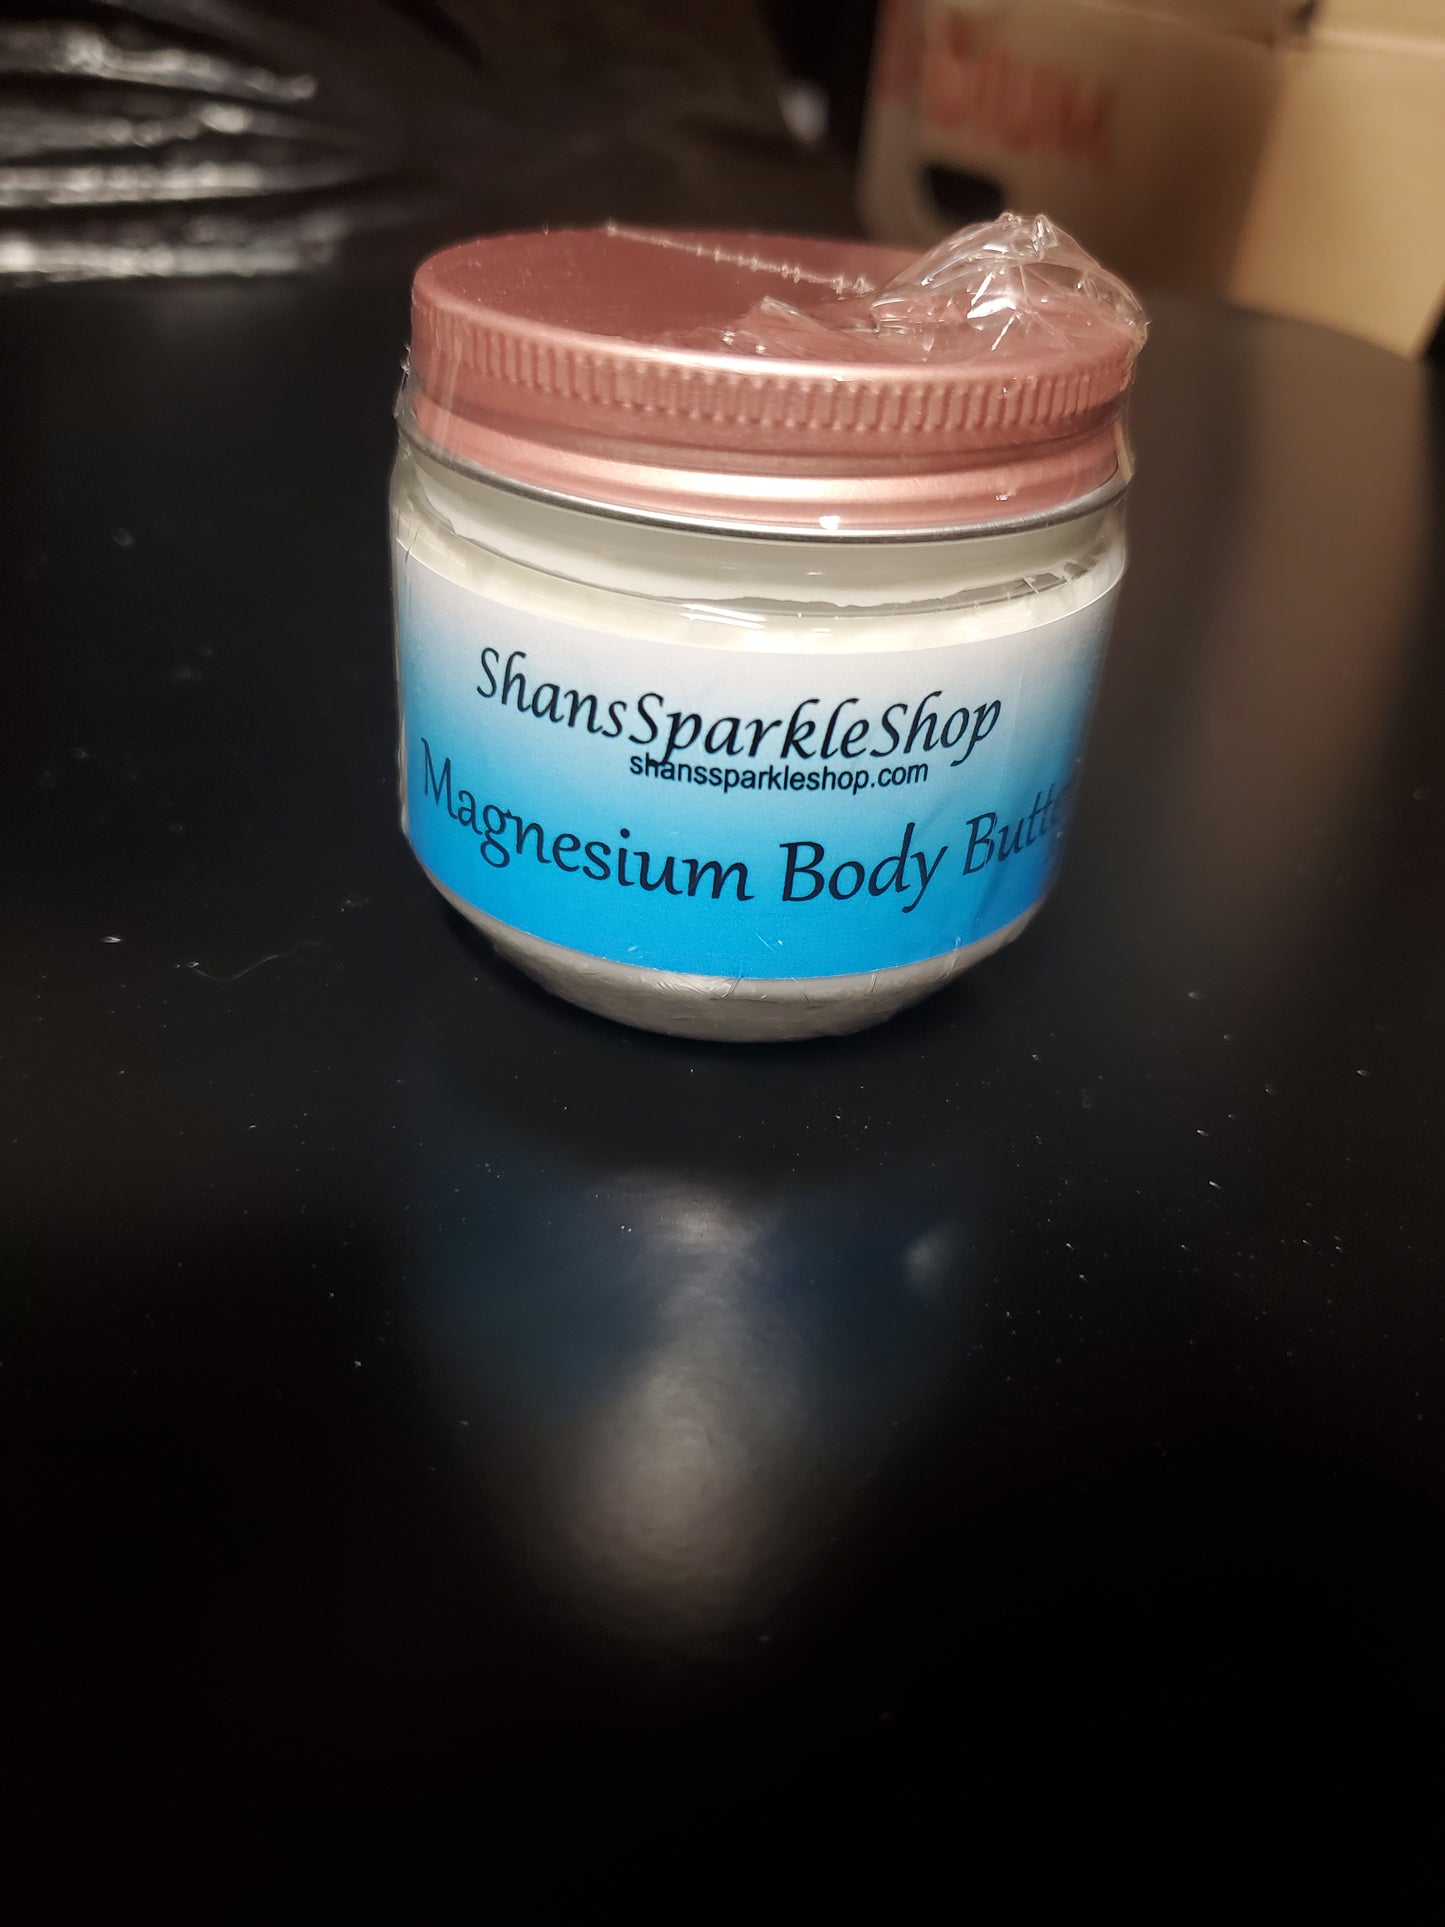 ShansSparkleShop
shanssparkleshop.com
Magnesium Body Butte